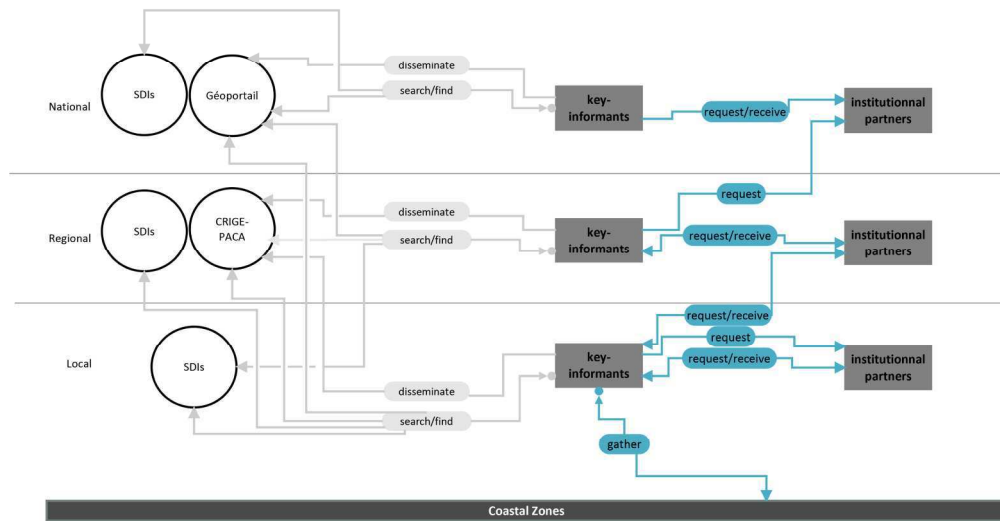 disseminate
search/find
National
SDIs
Géoportail
key-
informants
request/receive
institutionnal
partners
request
Regional
SDIs
CRIGE-
PACA
disseminate
search/find
key-
informants
request/receive
institutionnal
partners
request/receive
Local
SDIs
disseminate
search/find
key-
informants
request
request/receive
institutionnal
partners
gather
Coastal Zones